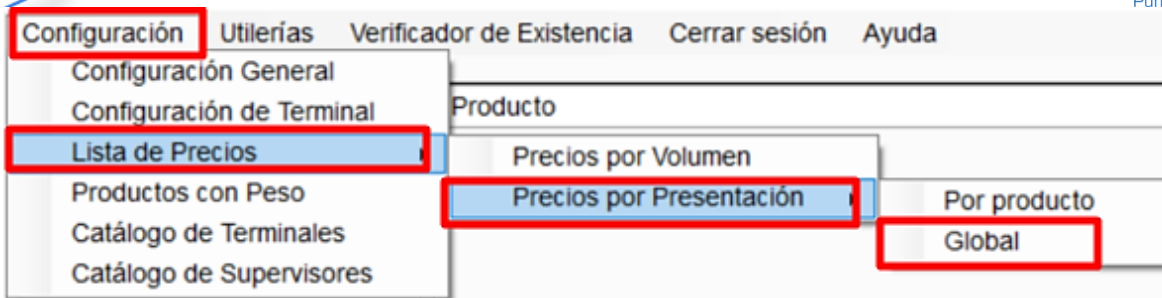 Configuración Utilerías Verificador de Existencia Cerrar sesión Ayuda
Configuración General
Configuración de Terminal
Producto
Lista de Precios
Precios por Volumen
Productos con Peso
Precios por Presentación
Por producto
Catálogo de Terminales
Global
Catálogo de Supervisores